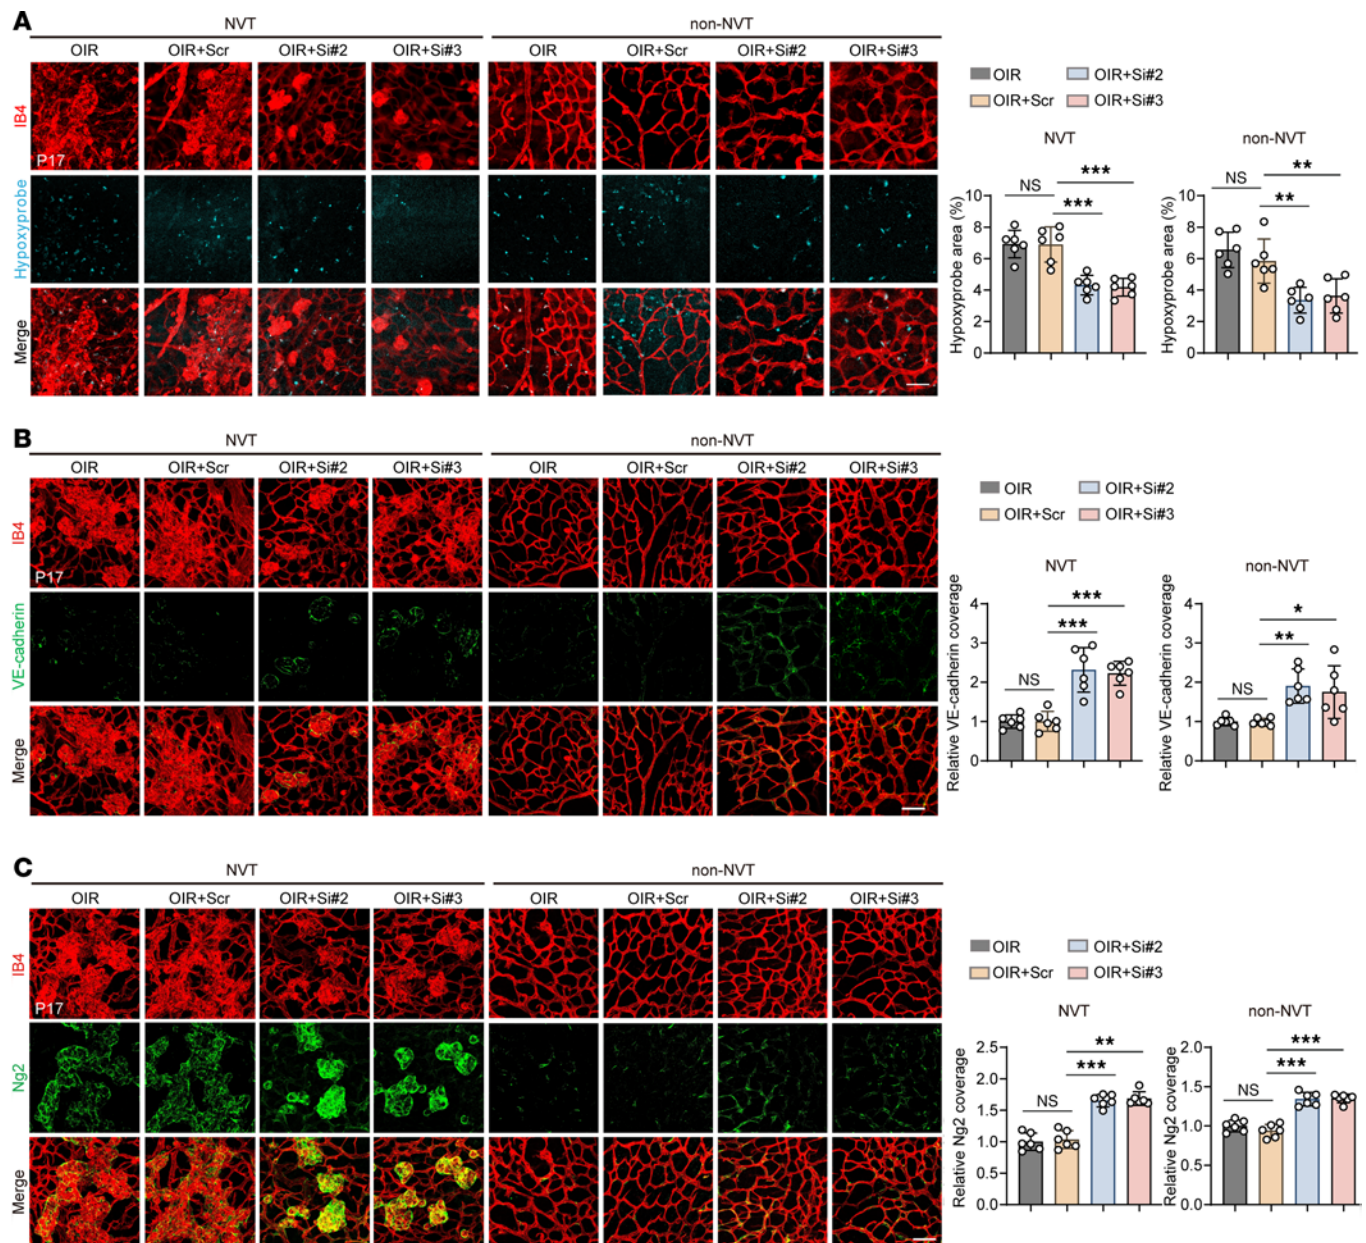 A
NVT
non-NVT
OIR
OIR+Scr
OIR+Si#2
OIR+Si#3
OIR
OIR+Scr
OIR+Si#2
OIR+Si#3
IB4
P17
Hypoxyprobe
Merge
OIR
OIR+Si#2
OIR+Scr
OIR+Si#3
NVT
Hypoxyprobe area (%)
8
6
4
2
0
NS
***
***
non-NVT
Hypoxyprobe area (%)
10
8
6
4
2
0
NS
**
**
B
NVT
non-NVT
OIR
OIR+Scr
OIR+Si#2
OIR+Si#3
OIR
OIR+Scr
OIR+Si#2
OIR+Si#3
IB4
P17
VE-cadherin
Merge
OIR
OIR+Si#2
OIR+Scr
OIR+Si#3
NVT
Relative VE-cadherin coverage
4
3
2
1
0
NS
***
***
non-NVT
Relative VE-cadherin coverage
4
3
2
1
0
NS
*
**
C
NVT
non-NVT
OIR
OIR+Scr
OIR+Si#2
OIR+Si#3
OIR
OIR+Scr
OIR+Si#2
OIR+Si#3
IB4
P17
Ng2
Merge
OIR
OIR+Si#2
OIR+Scr
OIR+Si#3
NVT
Relative Ng2 coverage
2.5
2.0
1.5
1.0
0.5
0.0
NS
**
***
non-NVT
Relative Ng2 coverage
2.0
1.5
1.0
0.5
0.0
NS
***
***